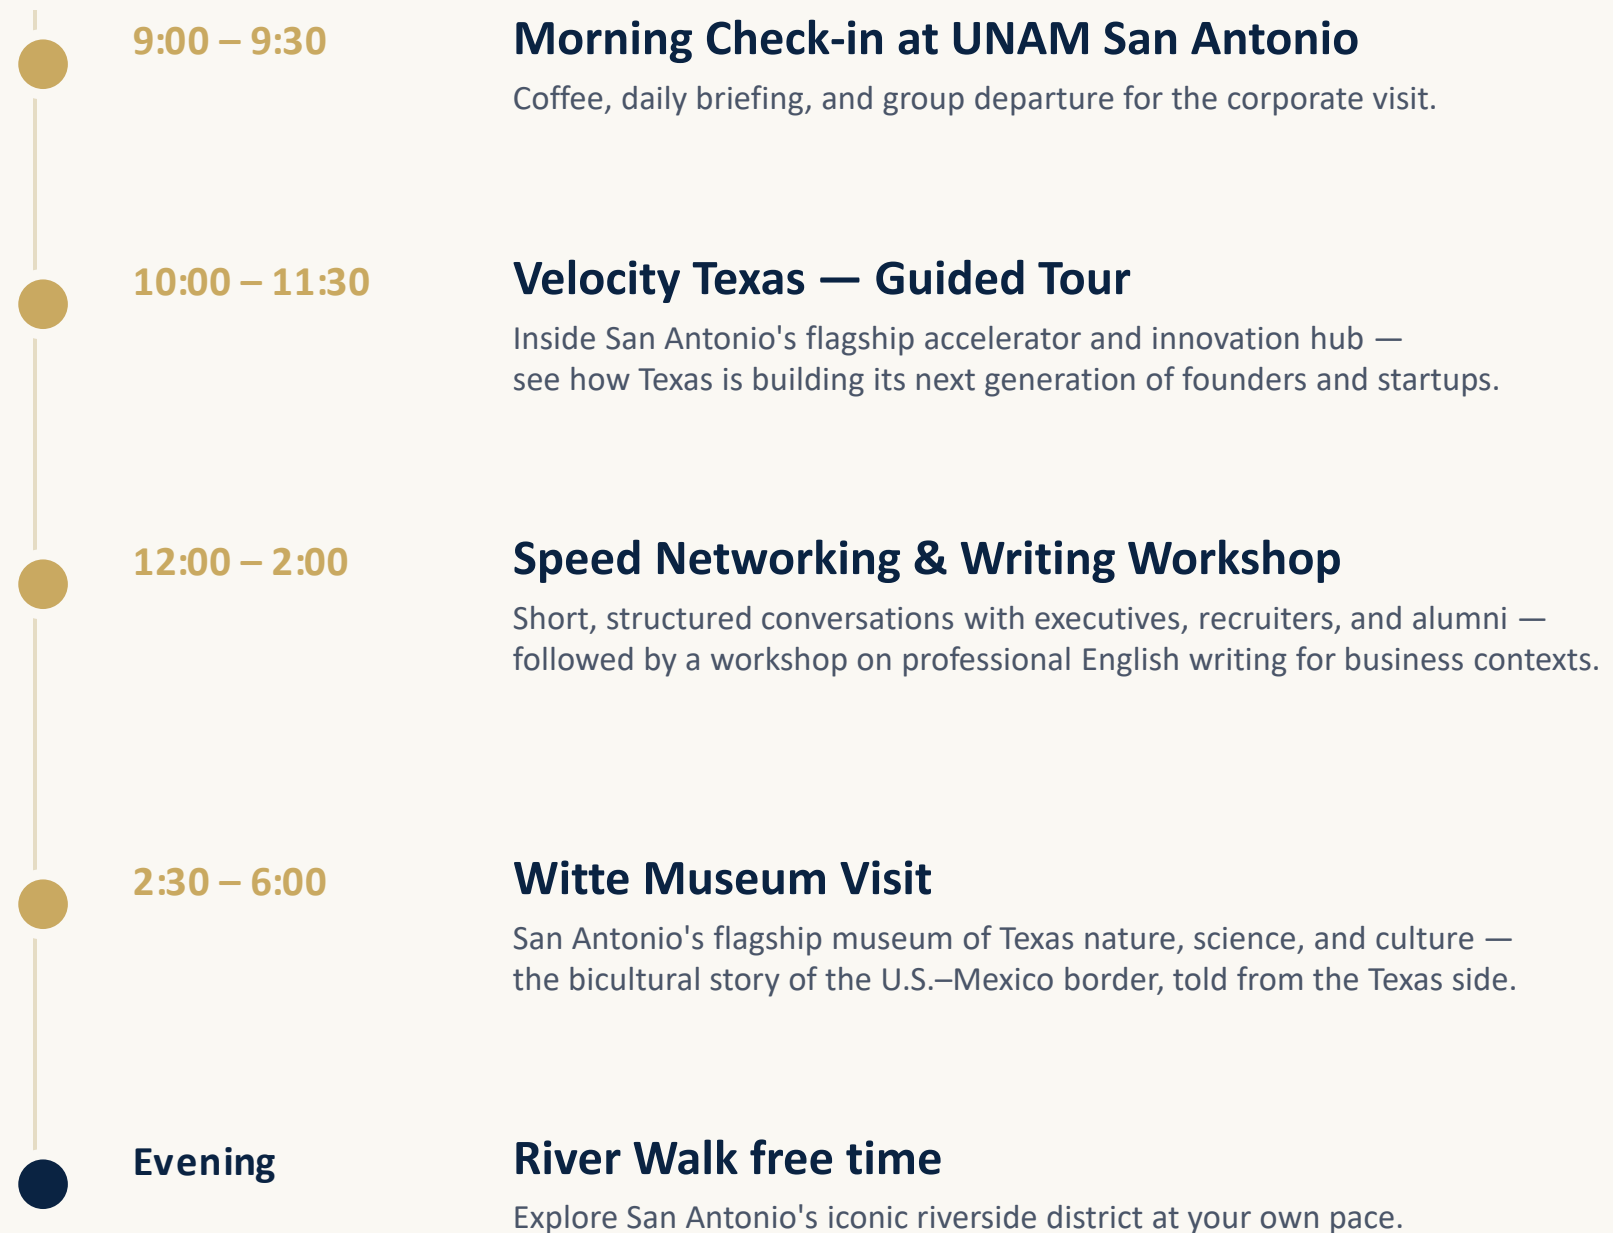 9:00 – 9:30
Morning Check-in at UNAM San Antonio
Coffee, daily briefing, and group departure for the corporate visit.
10:00 – 11:30
Velocity Texas — Guided Tour
Inside San Antonio's flagship accelerator and innovation hub —
see how Texas is building its next generation of founders and startups.
12:00 – 2:00
Speed Networking & Writing Workshop
Short, structured conversations with executives, recruiters, and alumni —
followed by a workshop on professional English writing for business contexts.
2:30 – 6:00
Witte Museum Visit
San Antonio's flagship museum of Texas nature, science, and culture —
the bicultural story of the U.S.–Mexico border, told from the Texas side.
Evening
River Walk free time
Explore San Antonio's iconic riverside district at your own pace.